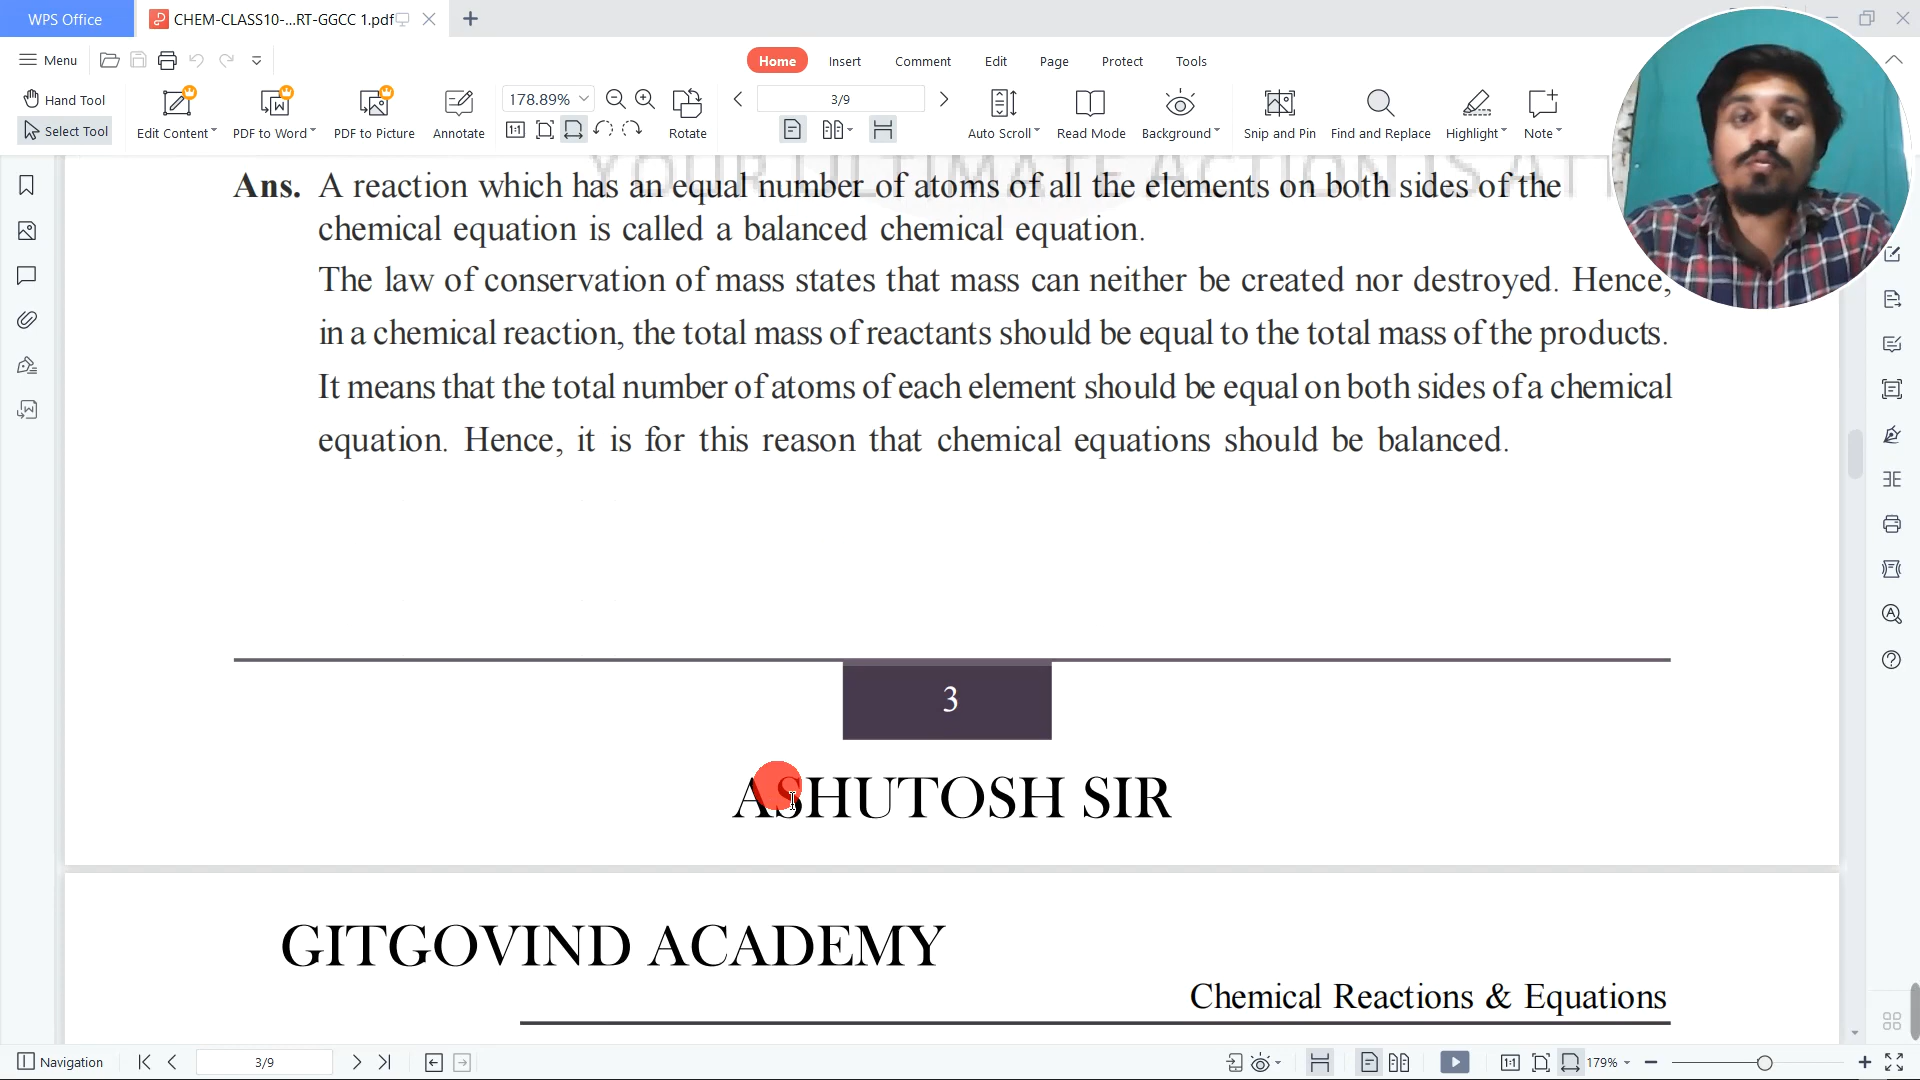 WPS Office
CHEM-CLASS10-...RT-GGCC 1.pdf
Menu
Home Insert Comment Edit Page Protect Tools
Hand Tool
Select Tool
Edit Content
PDF to Word
PDF to Picture
Annotate
178.89%
Rotate
3/9
Auto Scroll
Read Mode
Background
Snip and Pin
Find and Replace
Highlight
Note
YOUR ULTIMATE ACTION IS
Ans. A reaction which has an equal number of atoms of all the elements on both sides of the
chemical equation is called a balanced chemical equation.
The law of conservation of mass states that mass can neither be created nor destroyed. Hence,
in a chemical reaction, the total mass of reactants should be equal to the total mass of the products.
It means that the total number of atoms of each element should be equal on both sides of a chemical
equation. Hence, it is for this reason that chemical equations should be balanced.
3
ASHUTOSH SIR
GITGOVIND ACADEMY
Chemical Reactions & Equations
Navigation
3/9
1:1
179%